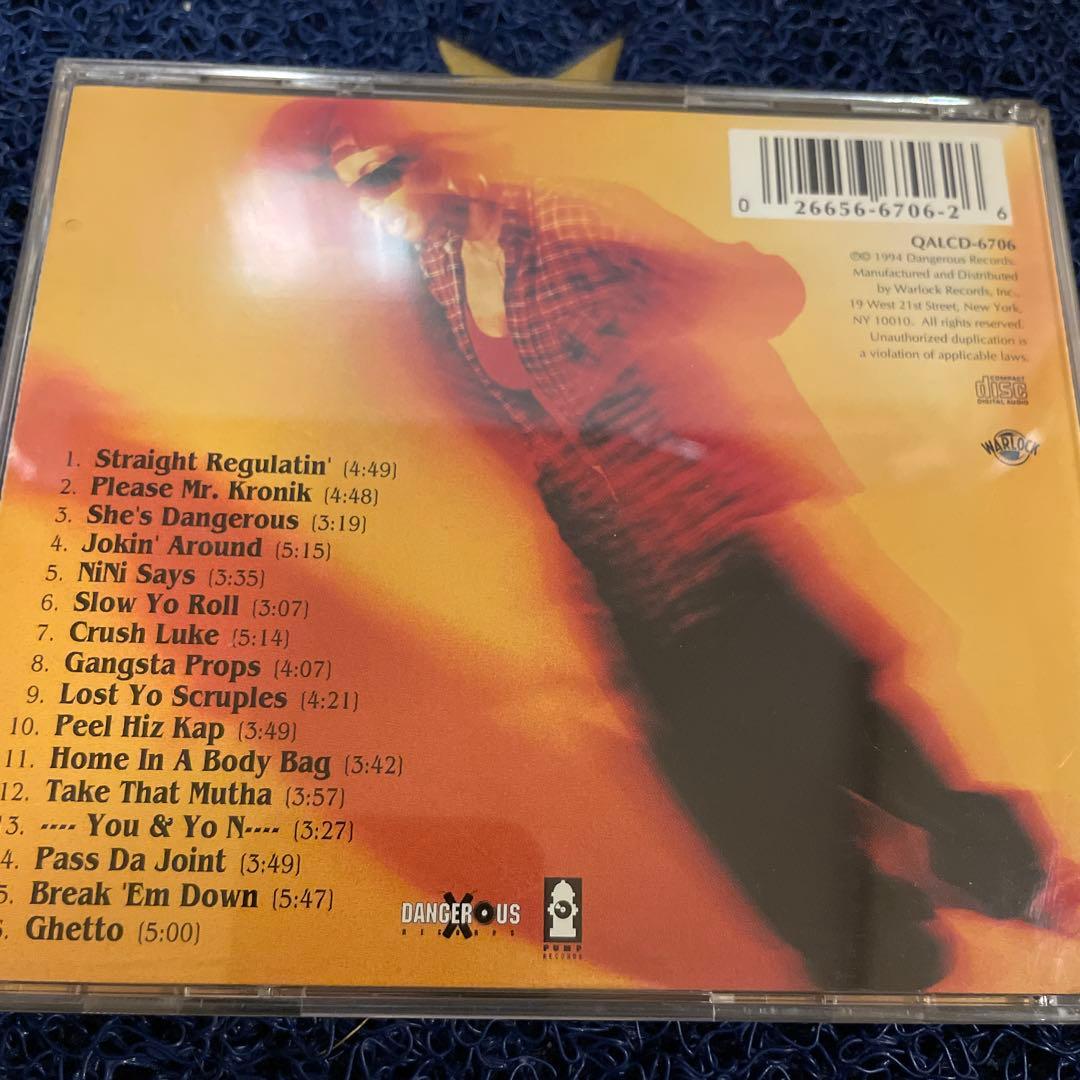 0 26656-6706-2 6
QALCD-6706
℗© 1994 Dangerous Records.
Manufactured and Distributed
by Warlock Records, Inc.,
19 West 21st Street, New York,
NY 10010. All rights reserved.
Unauthorized duplication is
a violation of applicable laws.
COMPACT
disc
DIGITAL AUDIO
WARLOCK
1. Straight Regulatin' (4:49)
2. Please Mr. Kronik (4:48)
3. She's Dangerous (3:19)
4. Jokin' Around (5:15)
5. NiNi Says (3:35)
6. Slow Yo Roll (3:07)
7. Crush Luke (5:14)
8. Gangsta Props (4:07)
9. Lost Yo Scruples (4:21)
10. Peel Hiz Kap (3:49)
11. Home In A Body Bag (3:42)
12. Take That Mutha (3:57)
3. ---- You & Yo N---- (3:27)
4. Pass Da Joint (3:49)
5. Break 'Em Down (5:47)
. Ghetto (5:00)
DANGEROUS
RECORDS
PUMP
RECORDS